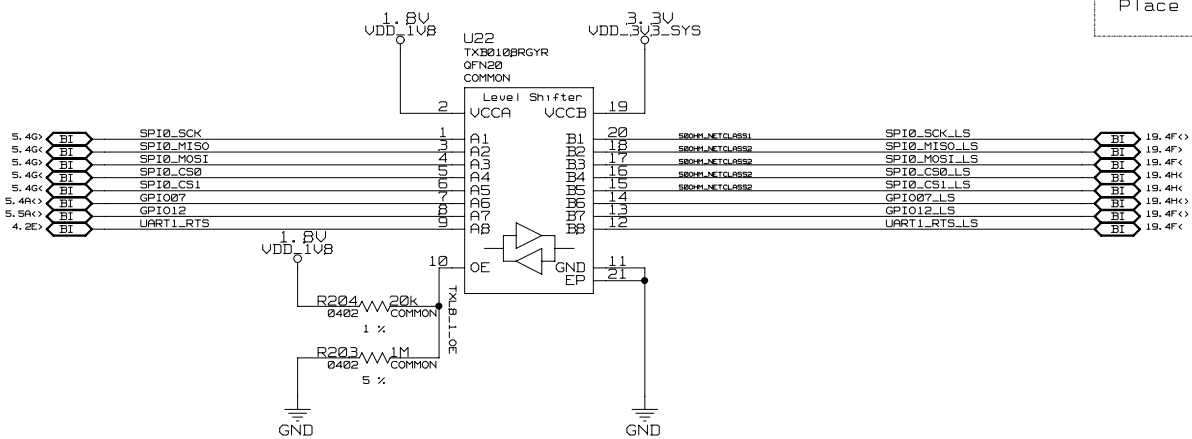 Place
1.8V
VDD_1V8
3.3V
VDD_3V3_SYS
U22
TXB0108RGYR
QFN20
COMMON
Level Shifter
2 VCCA VCCB 19
5.4G> BI SPI0_SCK 1 A1 B1 20 50OHM_NETCLASS1 SPI0_SCK_LS BI 19.4F<>
5.4G< BI SPI0_MISO 3 A2 B2 18 50OHM_NETCLASS2 SPI0_MISO_LS BI 19.4F>
5.4G> BI SPI0_MOSI 4 A3 B3 17 50OHM_NETCLASS2 SPI0_MOSI_LS BI 19.4F<
5.4G< BI SPI0_CS0 5 A4 B4 16 50OHM_NETCLASS2 SPI0_CS0_LS BI 19.4H<
5.4G< BI SPI0_CS1 6 A5 B5 15 50OHM_NETCLASS2 SPI0_CS1_LS BI 19.4H<
5.4A<> BI GPIO07 7 A6 B6 14 GPIO07_LS BI 19.4H<>
5.5A<> BI GPIO12 8 A7 B7 13 GPIO12_LS BI 19.4F<>
4.2E> BI UART1_RTS 9 A8 B8 12 UART1_RTS_LS BI 19.4F<
1.8V
VDD_1V8
10 OE GND 11
EP 21
TXLB_1_OE
R204 20k
0402 COMMON
1 %
R203 1M
0402 COMMON
5 %
GND
GND